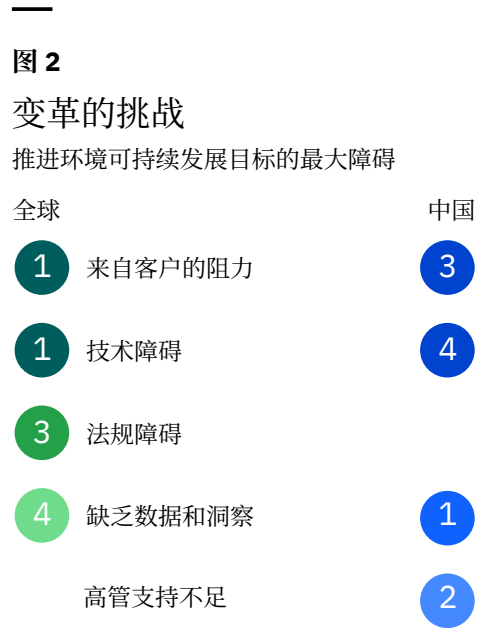 图 2
变革的挑战
推进环境可持续发展目标的最大障碍
全球 中国
1 来自客户的阻力 3
1 技术障碍 4
3 法规障碍
4 缺乏数据和洞察 1
高管支持不足 2